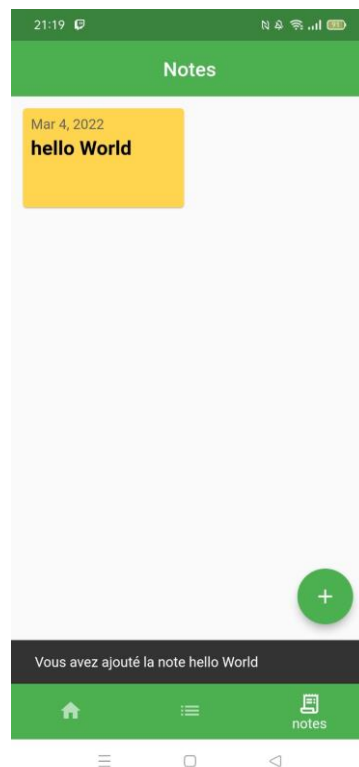 21:19
Notes
Mar 4, 2022
hello World
Vous avez ajouté la note hello World
notes